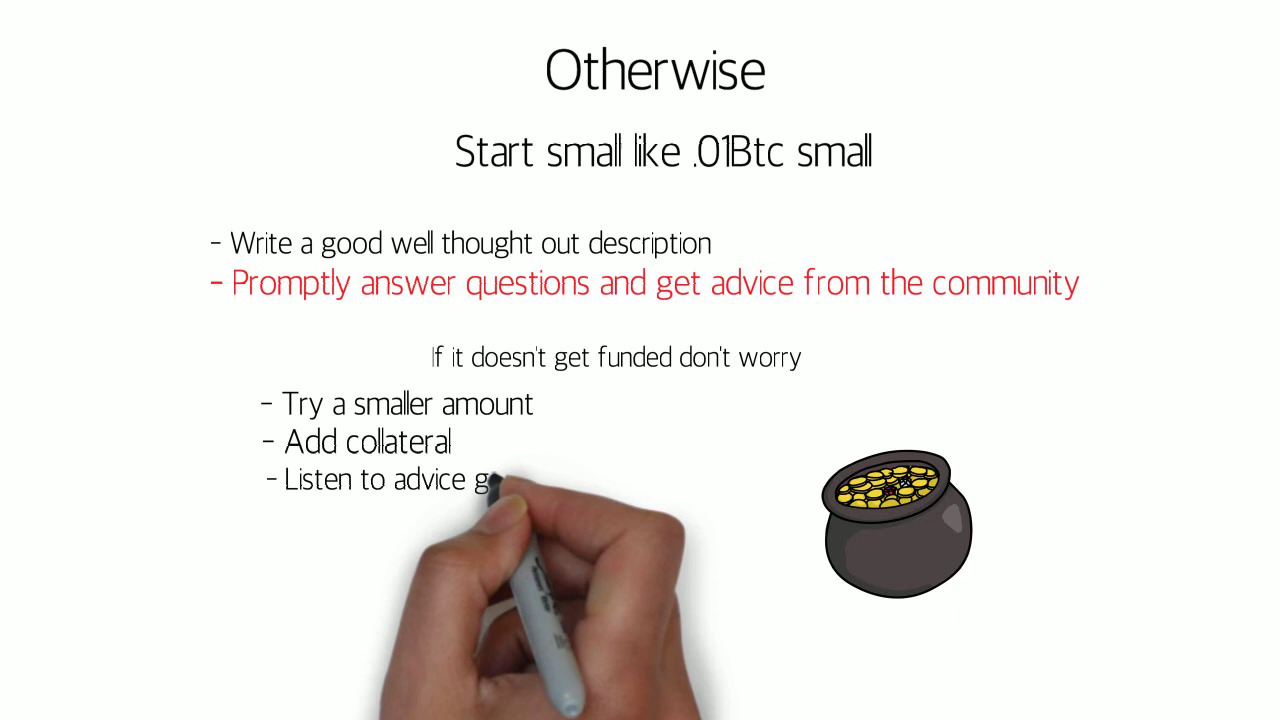 Otherwise
Start small like .01Btc small
- Write a good well thought out description
- Promptly answer questions and get advice from the community
If it doesn't get funded don't worry
- Try a smaller amount
- Add collateral
- Listen to advice g